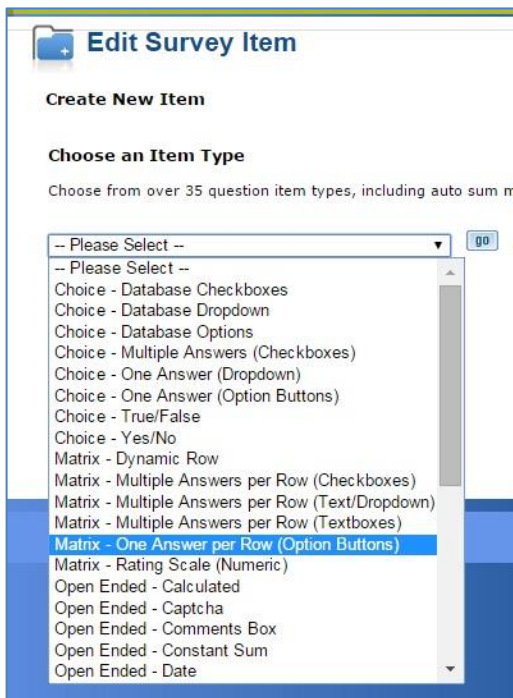 Edit Survey Item
Create New Item
Choose an Item Type
Choose from over 35 question item types, including auto sum
-- Please Select --
go
-- Please Select --
Choice - Database Checkboxes
Choice - Database Dropdown
Choice - Database Options
Choice - Multiple Answers (Checkboxes)
Choice - One Answer (Dropdown)
Choice - One Answer (Option Buttons)
Choice - True/False
Choice - Yes/No
Matrix - Dynamic Row
Matrix - Multiple Answers per Row (Checkboxes)
Matrix - Multiple Answers per Row (Text/Dropdown)
Matrix - Multiple Answers per Row (Textboxes)
Matrix - One Answer per Row (Option Buttons)
Matrix - Rating Scale (Numeric)
Open Ended - Calculated
Open Ended - Captcha
Open Ended - Comments Box
Open Ended - Constant Sum
Open Ended - Date